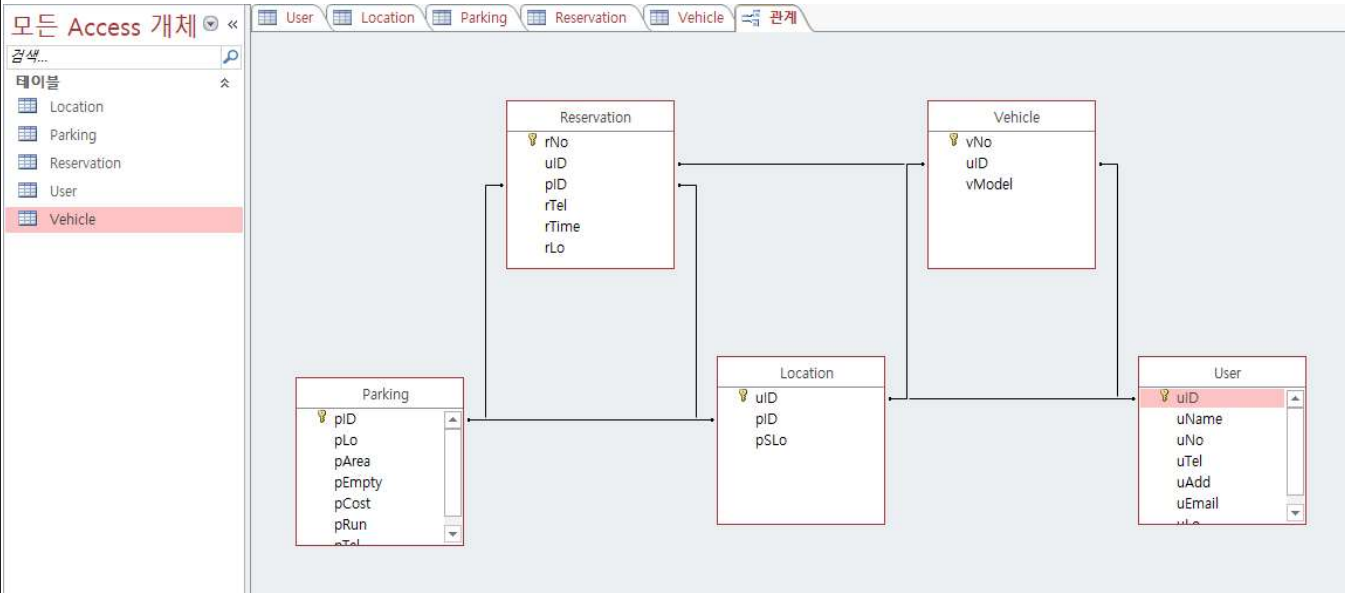 모든 Access 개체
검색...
테이블
Location
Parking
Reservation
User
Vehicle
User
Location
Parking
Reservation
Vehicle
관계
Reservation
rNo
uID
pID
rTel
rTime
rLo
Vehicle
vNo
uID
vModel
Parking
pID
pLo
pArea
pEmpty
pCost
pRun
pTel
Location
uID
pID
pSLo
User
uID
uName
uNo
uTel
uAdd
uEmail